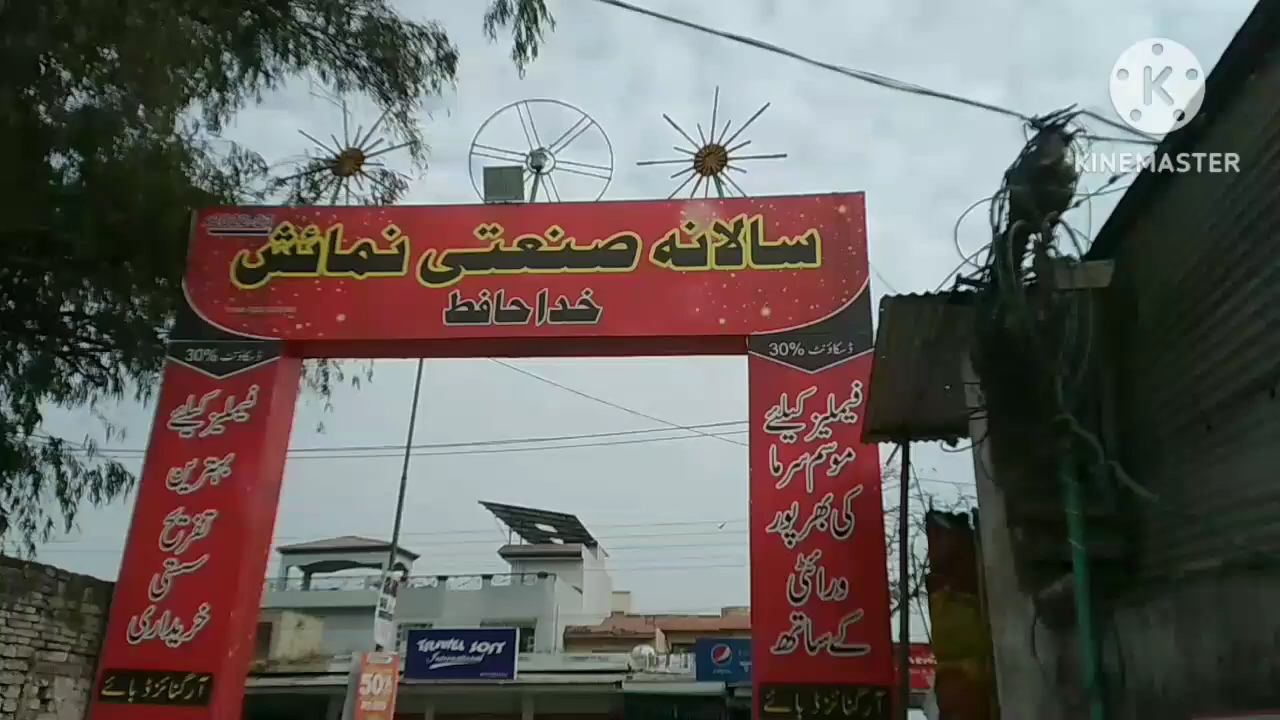 سالانہ صنعتی نمائش
خدا حافظ
30% ڈسکاؤنٹ
فیملیز کیلئے
بہترین
تفریح
سستی
خریداری
آرگنائزڈ بائے
30% ڈسکاؤنٹ
فیملیز کیلئے
موسم سرما
کی بھرپور
ورائٹی
کے ساتھ
آرگنائزڈ بائے
International
50%
K
KINEMASTER